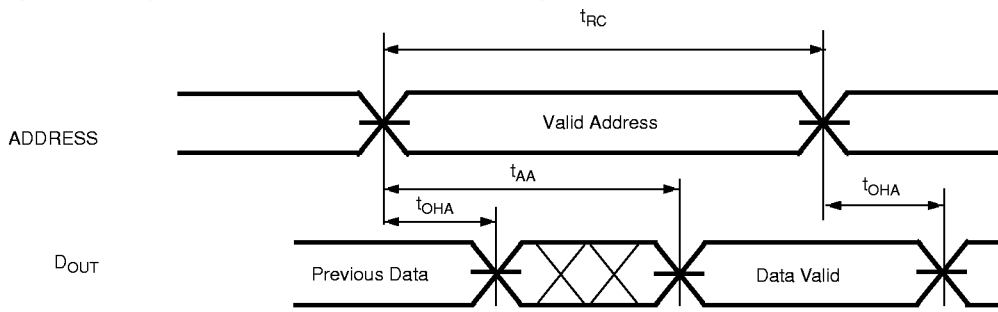 tRC
ADDRESS
Valid Address
tAA
tOHA
tOHA
DOUT
Previous Data
Data Valid